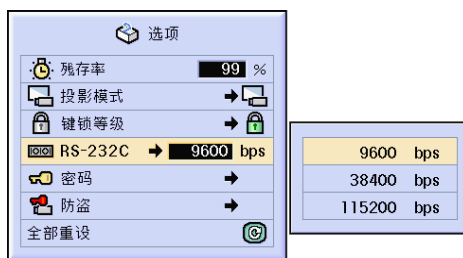 选项
残存率 99 %
投影模式
键锁等级
RS-232C 9600 bps
密码
防盗
全部重设
9600 bps
38400 bps
115200 bps